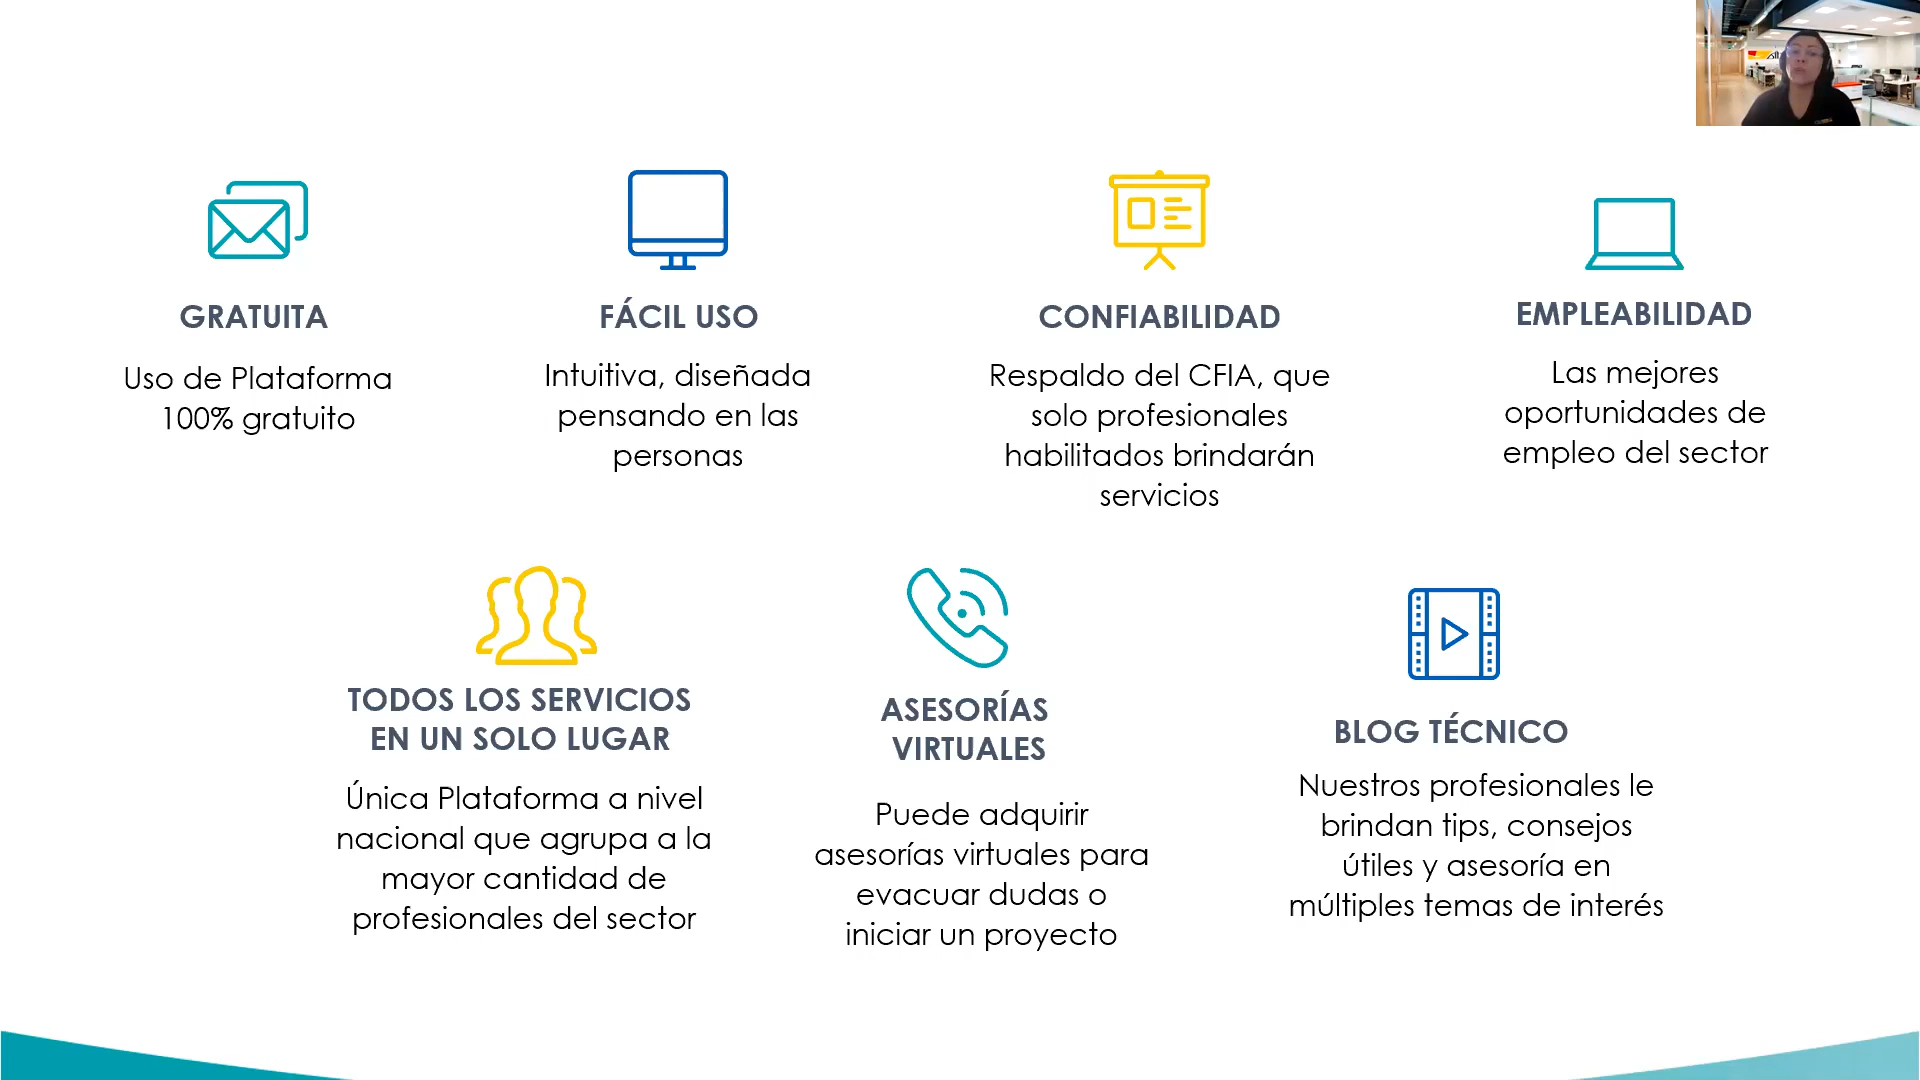 GRATUITA
Uso de Plataforma
100% gratuito
FÁCIL USO
Intuitiva, diseñada
pensando en las
personas
CONFIABILIDAD
Respaldo del CFIA, que
solo profesionales
habilitados brindarán
servicios
EMPLEABILIDAD
Las mejores
oportunidades de
empleo del sector
TODOS LOS SERVICIOS
EN UN SOLO LUGAR
Única Plataforma a nivel
nacional que agrupa a la
mayor cantidad de
profesionales del sector
ASESORÍAS
VIRTUALES
Puede adquirir
asesorías virtuales para
evacuar dudas o
iniciar un proyecto
BLOG TÉCNICO
Nuestros profesionales le
brindan tips, consejos
útiles y asesoría en
múltiples temas de interés